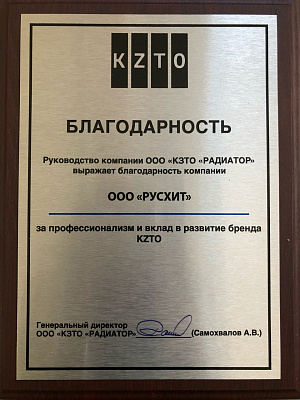 KZTO
БЛАГОДАРНОСТЬ
Руководство компании ООО «КЗТО «РАДИАТОР»
выражает благодарность компании
ООО «РУСХИТ»
за профессионализм и вклад в развитие бренда
KZTO
Генеральный директор
ООО «КЗТО «РАДИАТОР» (Самохвалов А.В.)